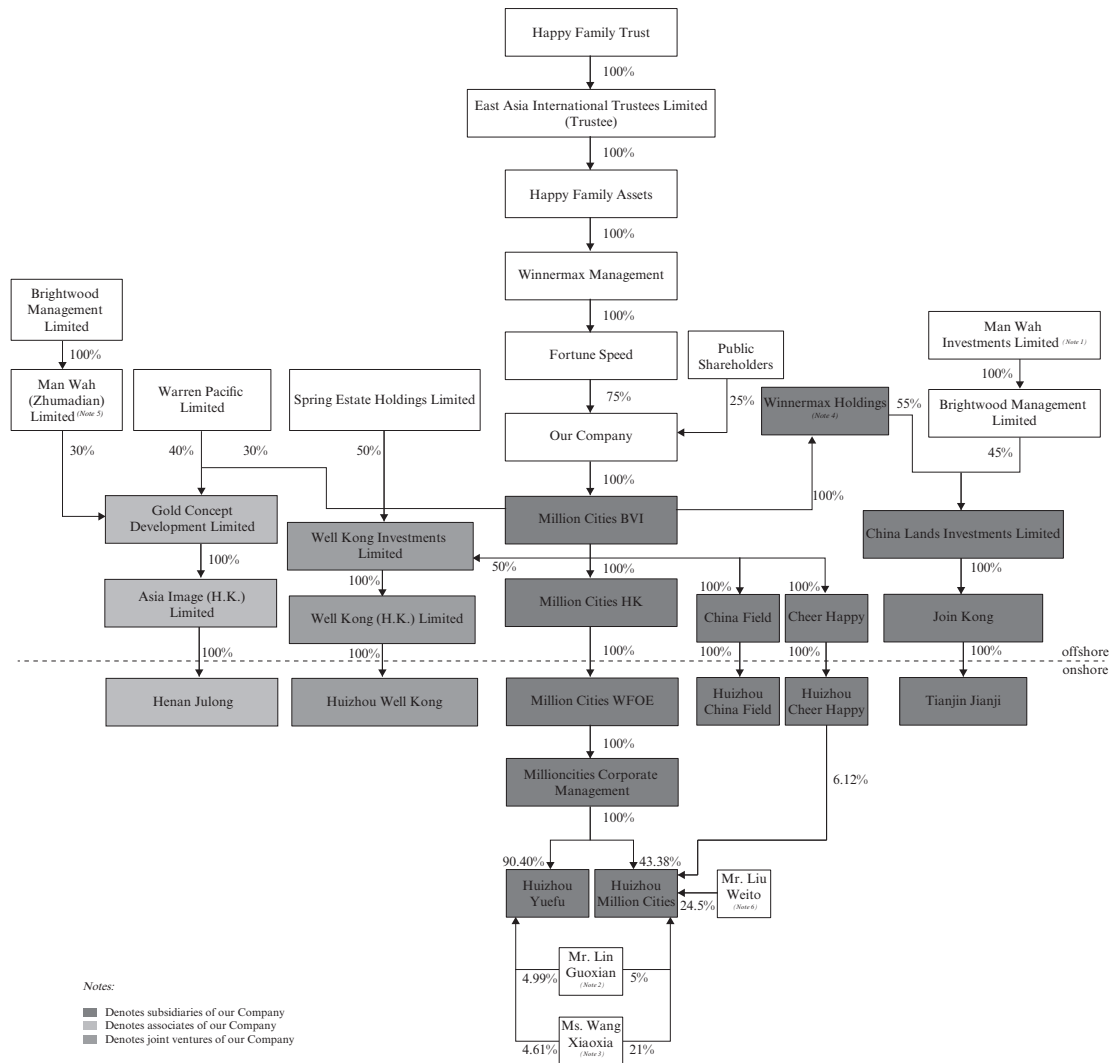 Happy Family Trust
100%
East Asia International Trustees Limited
(Trustee)
100%
Happy Family Assets
100%
Winnermax Management
100%
Brightwood
Management
Limited
100%
Man Wah
(Zhumadian)
Limited (Note 5)
30%
Warren Pacific
Limited
40%
30%
Spring Estate Holdings Limited
50%
Fortune Speed
75%
Public
Shareholders
25%
Our Company
100%
Winnermax Holdings
(Note 4)
55%
Man Wah
Investments Limited (Note 1)
100%
Brightwood Management
Limited
45%
Gold Concept
Development Limited
100%
Well Kong Investments
Limited
100%
50%
Million Cities BVI
100%
100%
China Lands Investments Limited
100%
Asia Image (H.K.)
Limited
100%
Well Kong (H.K.) Limited
100%
Million Cities HK
100%
100%
China Field
100%
100%
Cheer Happy
100%
Join Kong
100%
offshore
onshore
Henan Julong
Huizhou Well Kong
Million Cities WFOE
100%
Huizhou
China Field
Huizhou
Cheer Happy
Tianjin Jianji
Millioncities Corporate
Management
100%
6.12%
90.40%
43.38%
Huizhou
Yuefu
Huizhou
Million Cities
24.5%
Mr. Liu
Weito
(Note 6)
4.99%
Mr. Lin
Guoxian
(Note 2)
5%
4.61%
Ms. Wang
Xiaoxia
(Note 3)
21%
Notes:
Denotes subsidiaries of our Company
Denotes associates of our Company
Denotes joint ventures of our Company